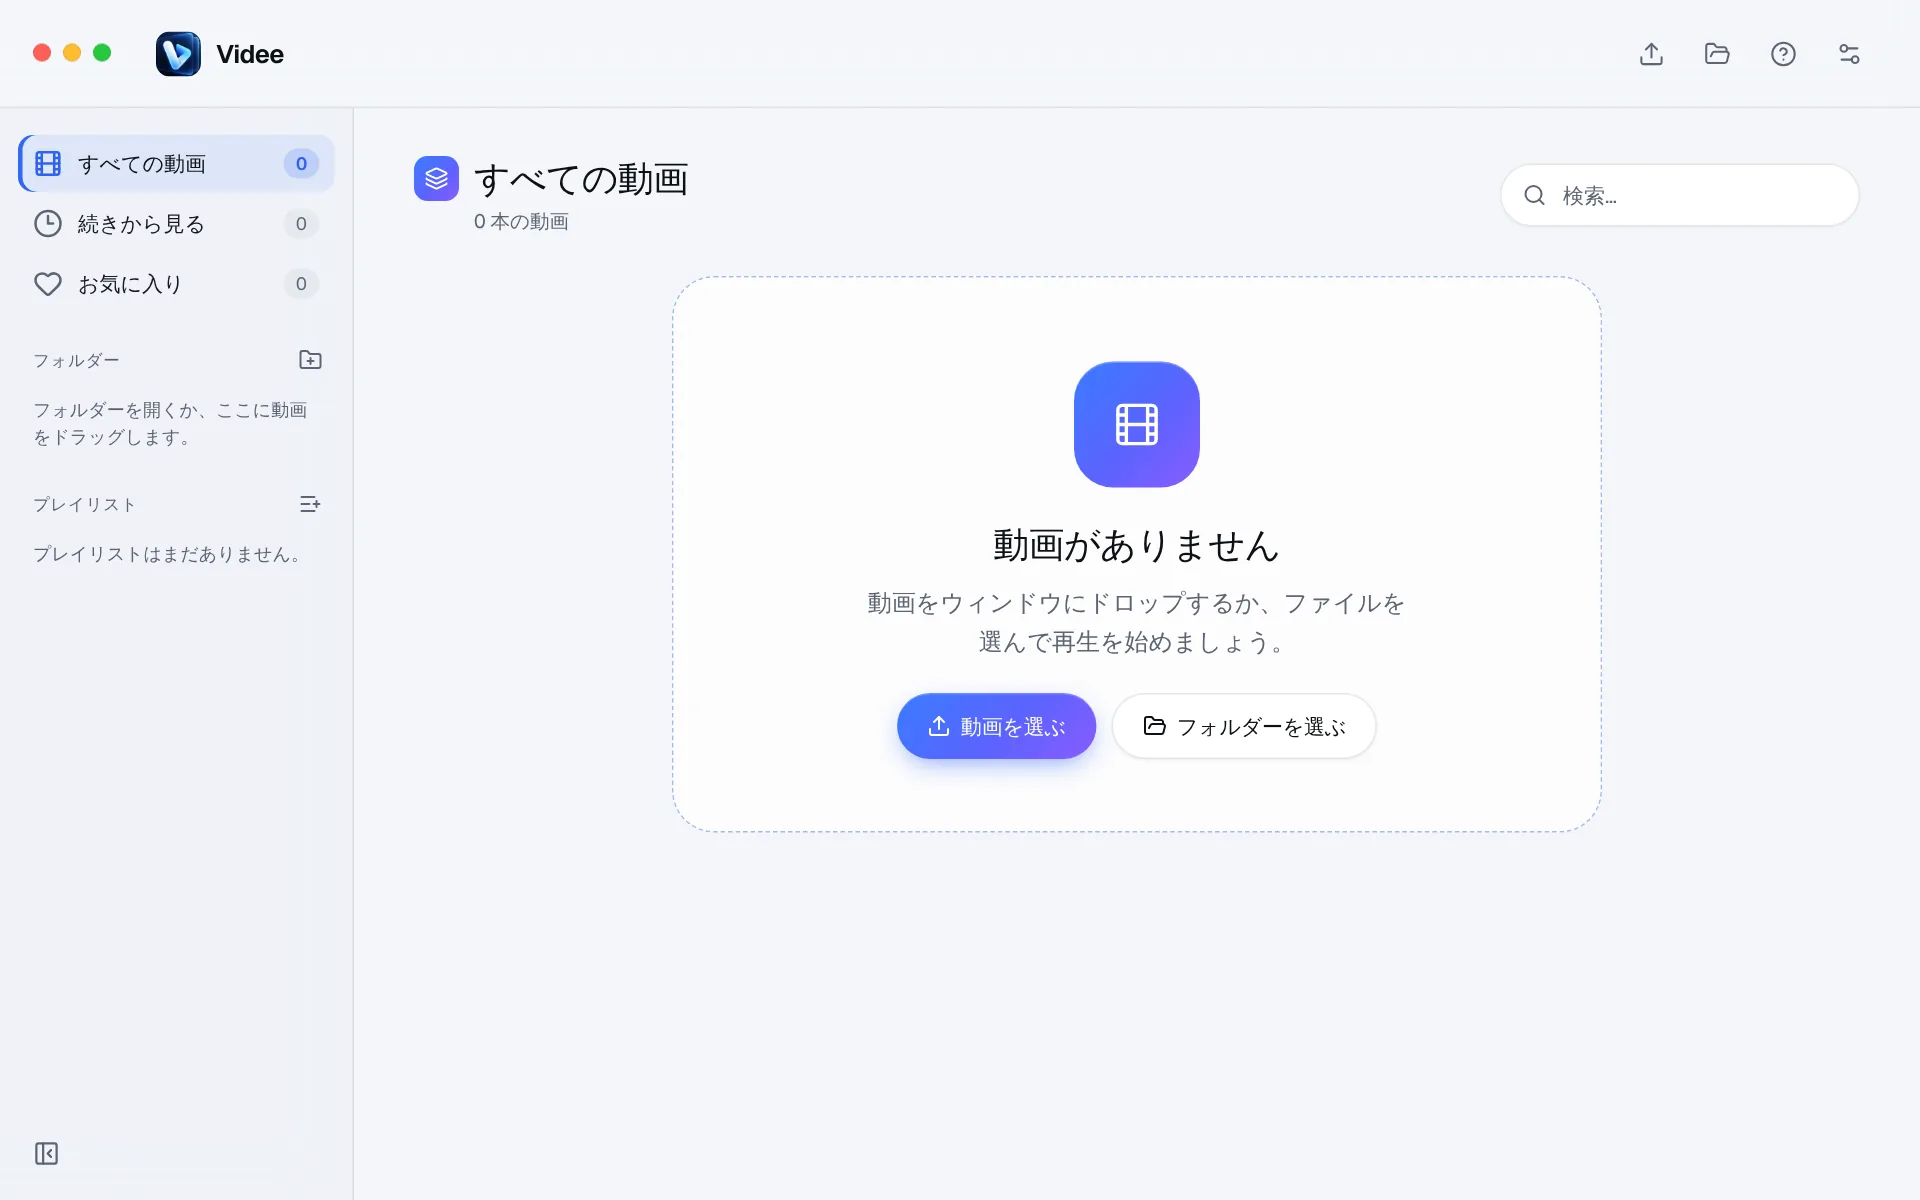 Videe
すべての動画 0
続きから見る 0
お気に入り 0
フォルダー
フォルダーを開くか、ここに動画
をドラッグします。
プレイリスト
プレイリストはまだありません。
すべての動画
0 本の動画
検索...
動画がありません
動画をウィンドウにドロップするか、ファイルを
選んで再生を始めましょう。
動画を選ぶ
フォルダーを選ぶ